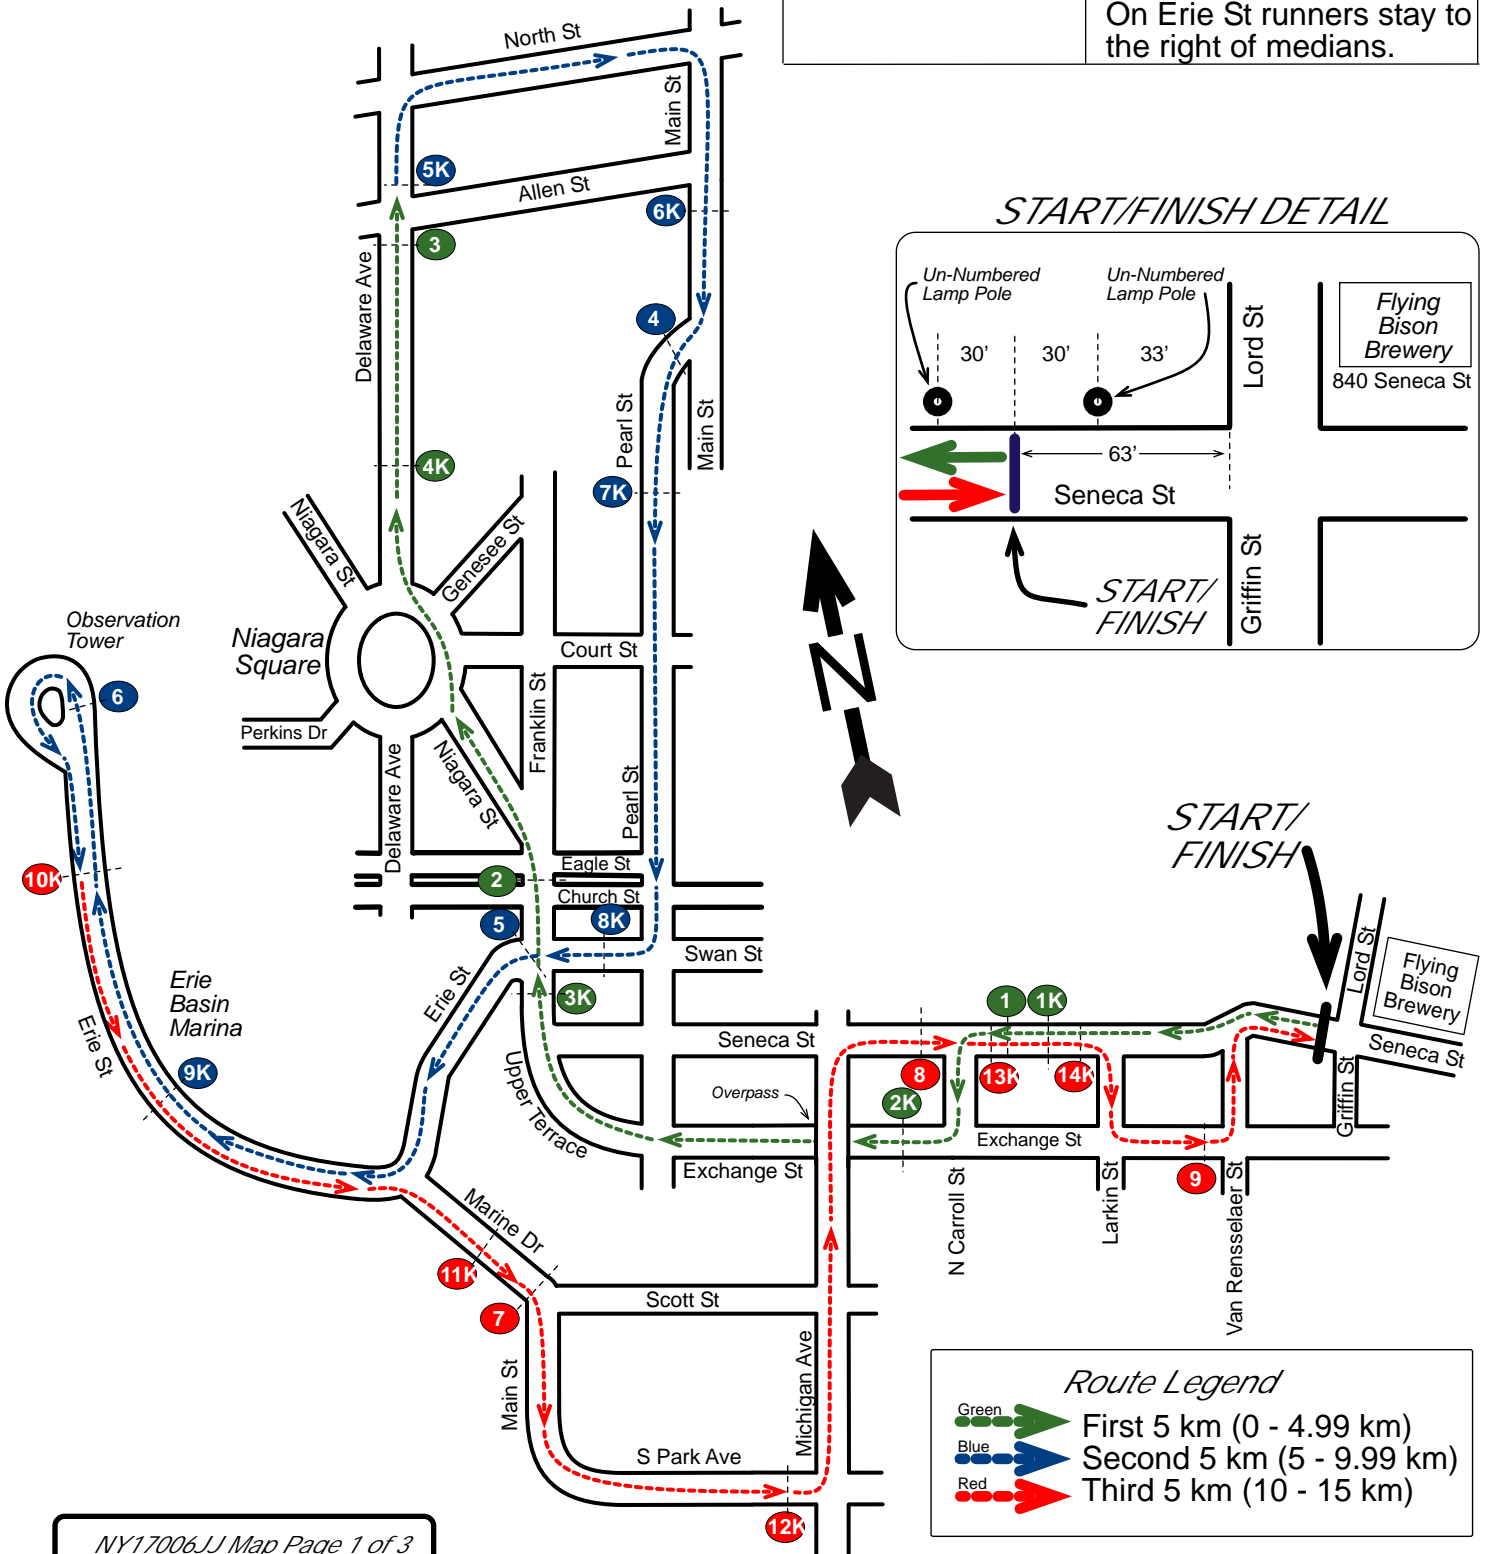 On Erie St runners stay to
the right of medians.
North St
Main St
5K
Allen St
6K
3
Delaware Ave
4
Pearl St
Main St
4K
7K
START/FINISH DETAIL
Un-Numbered
Lamp Pole
Un-Numbered
Lamp Pole
30’
30’
33’
Lord St
Flying
Bison
Brewery
840 Seneca St
63’
Seneca St
START/
FINISH
Griffin St
Niagara St
Genesee St
Observation
Tower
Niagara
Square
Court St
6
Perkins Dr
Franklin St
N
Delaware Ave
Niagara St
Pearl St
START/
FINISH
Eagle St
10K
2
Church St
5
8K
Swan St
Erie St
3K
Erie
Basin
Marina
Erie St
9K
Lord St
Flying
Bison
Brewery
1
1K
Seneca St
Seneca St
Upper Terrace
8
13K
14K
Overpass
2K
Griffin St
Exchange St
Exchange St
9
N Carroll St
Larkin St
Van Rensselaer St
Marine Dr
11K
7
Scott St
Main St
Michigan Ave
S Park Ave
12K
Route Legend
Green
First 5 km (0 - 4.99 km)
Blue
Second 5 km (5 - 9.99 km)
Red
Third 5 km (10 - 15 km)
NY17006JJ Map Page 1 of 3